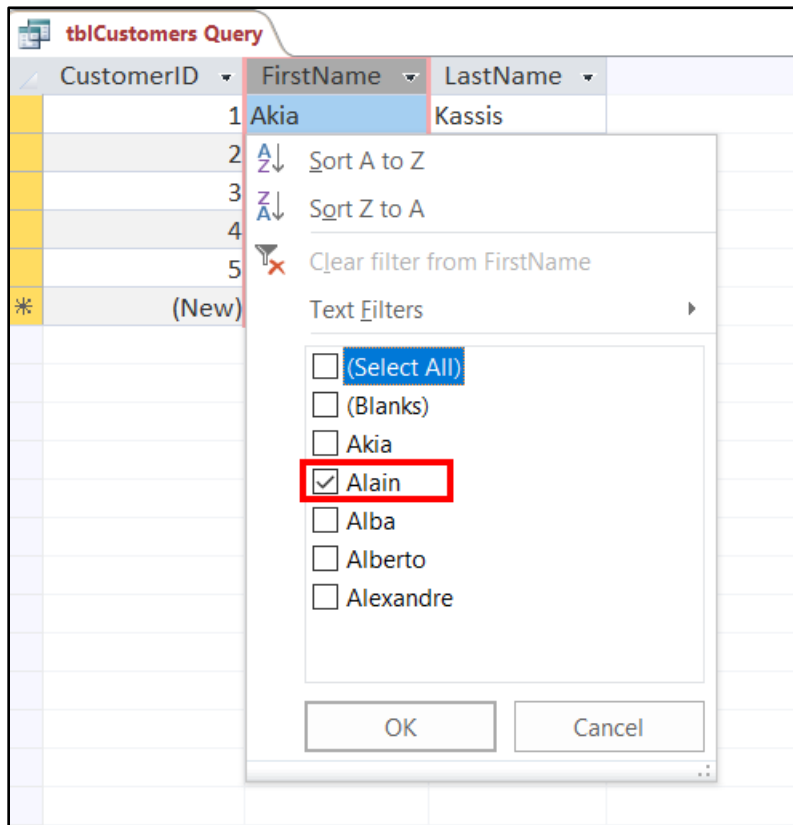 tblCustomers Query
CustomerID FirstName LastName
1 Akia Kassis
2
3
4
5
(New)
Sort A to Z
Sort Z to A
Clear filter from FirstName
Text Filters
(Select All)
(Blanks)
Akia
Alain
Alba
Alberto
Alexandre
OK Cancel